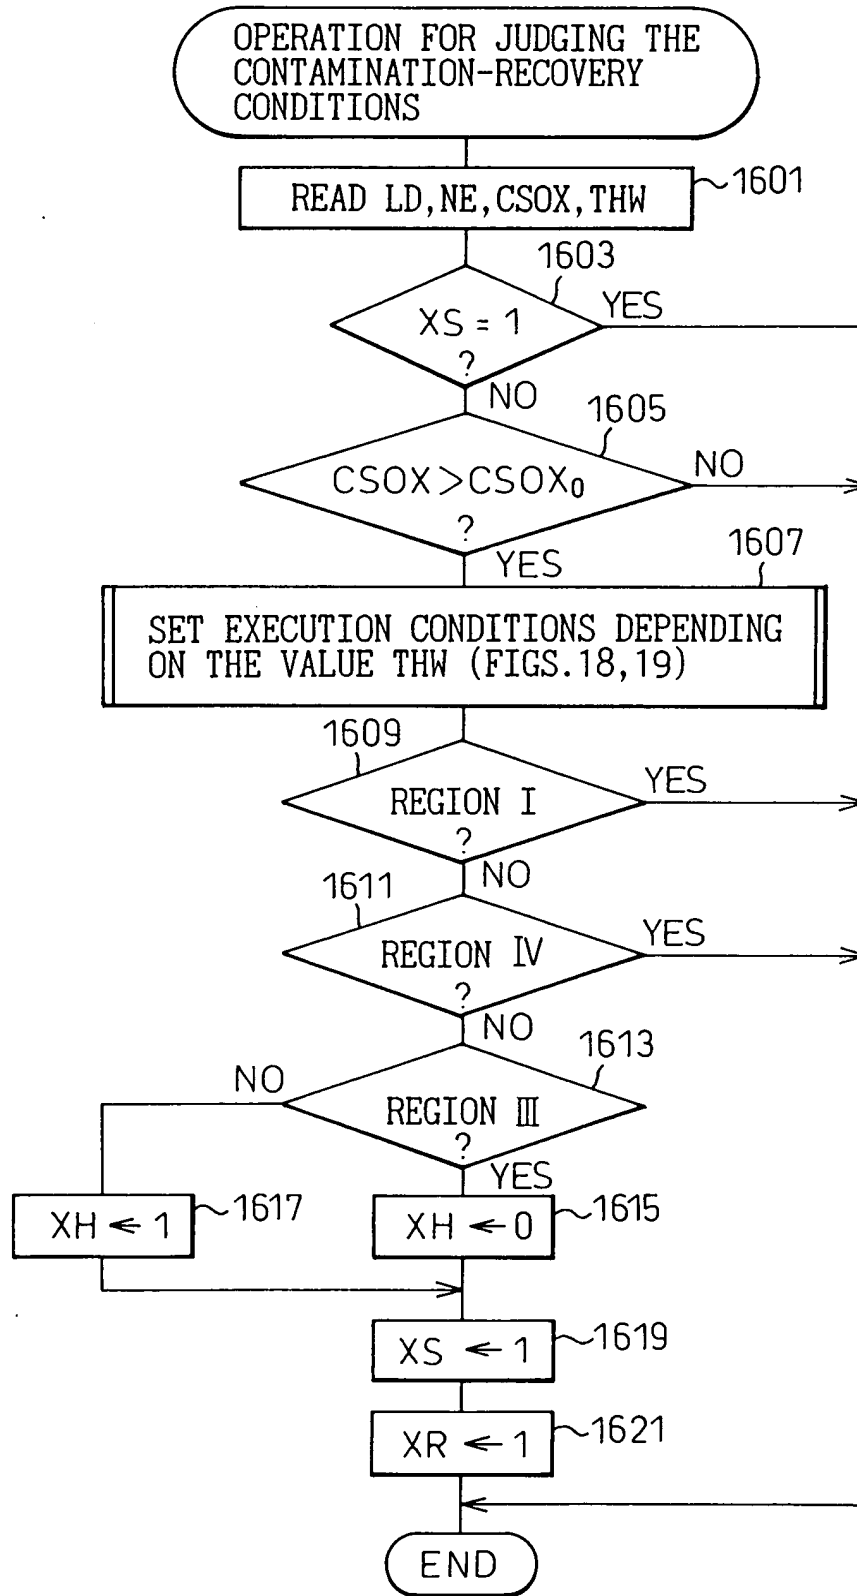 OPERATION FOR JUDGING THE
CONTAMINATION-RECOVERY
CONDITIONS
READ LD,NE,CSOX,THW
1601
1603
XS = 1
?
YES
NO
1605
CSOX>CSOX₀
?
NO
YES
1607
SET EXECUTION CONDITIONS DEPENDING
ON THE VALUE THW (FIGS.18,19)
1609
REGION I
?
YES
NO
1611
REGION IV
?
YES
NO
1613
REGION III
?
NO
YES
XH ← 1
1617
XH ← 0
1615
XS ← 1
1619
XR ← 1
1621
END